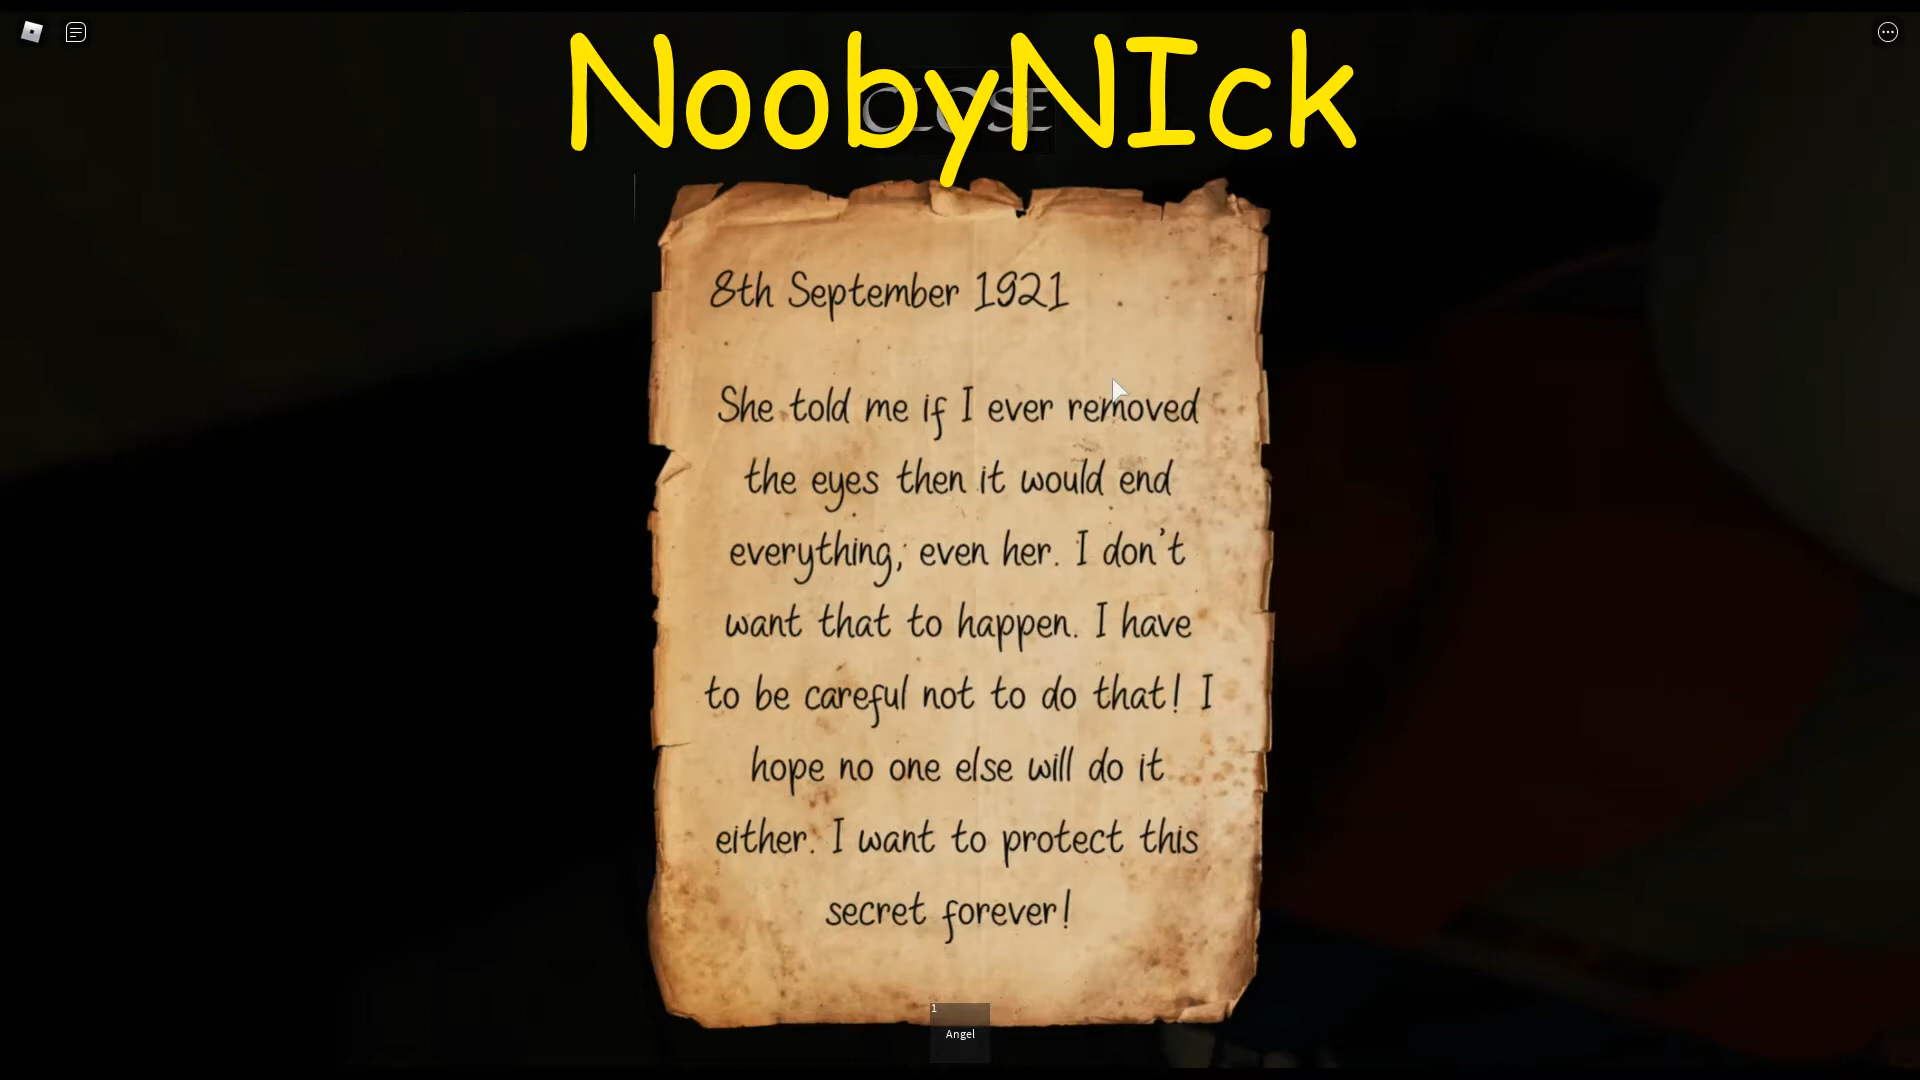 NoobyNIck
CLOSE
8th September 1921
She told me if I ever removed
the eyes then it would end
everything, even her. I don't
want that to happen. I have
to be careful not to do that! I
hope no one else will do it
either. I want to protect this
secret forever!
1
Angel